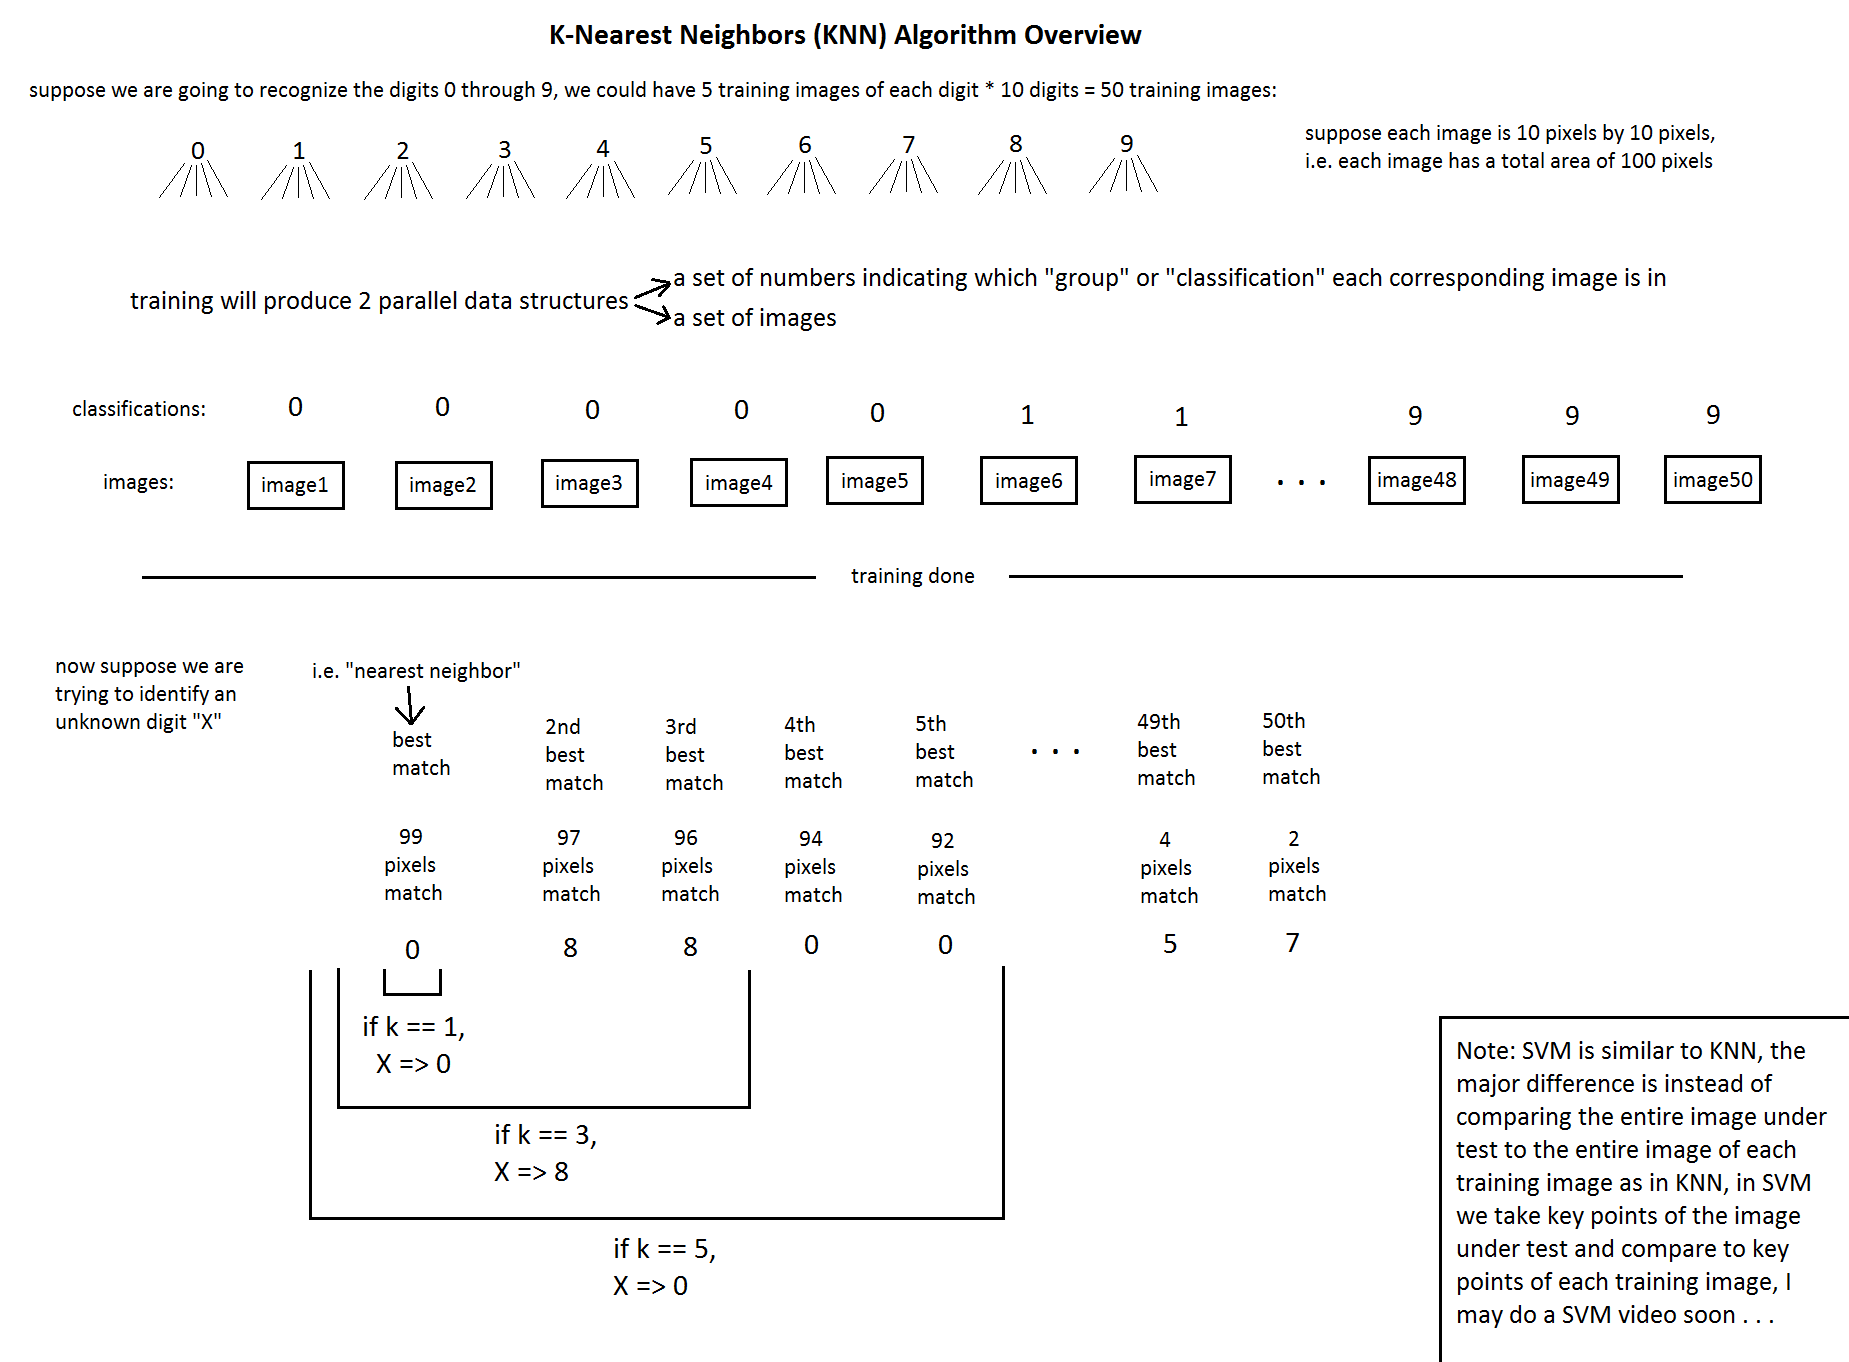 K-Nearest Neighbors (KNN) Algorithm Overview
suppose we are going to recognize the digits 0 through 9, we could have 5 training images of each digit * 10 digits = 50 training images:
0 1 2 3 4 5 6 7 8 9
suppose each image is 10 pixels by 10 pixels,
i.e. each image has a total area of 100 pixels
training will produce 2 parallel data structures
a set of numbers indicating which "group" or "classification" each corresponding image is in
a set of images
classifications: 0 0 0 0 0 1 1 9 9 9
images: image1 image2 image3 image4 image5 image6 image7 . . . image48 image49 image50
training done
now suppose we are
trying to identify an
unknown digit "X"
i.e. "nearest neighbor"
best
match
2nd
best
match
3rd
best
match
4th
best
match
5th
best
match
. . .
49th
best
match
50th
best
match
99
pixels
match
97
pixels
match
96
pixels
match
94
pixels
match
92
pixels
match
4
pixels
match
2
pixels
match
0 8 8 0 0 5 7
if k == 1,
X => 0
if k == 3,
X => 8
if k == 5,
X => 0
Note: SVM is similar to KNN, the
major difference is instead of
comparing the entire image under
test to the entire image of each
training image as in KNN, in SVM
we take key points of the image
under test and compare to key
points of each training image, I
may do a SVM video soon . . .